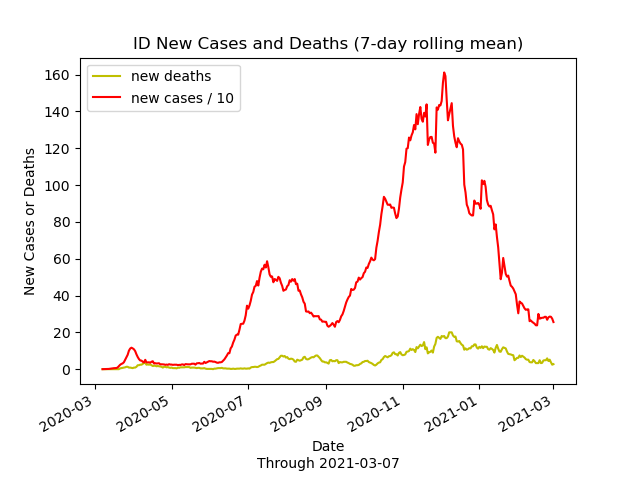 ID New Cases and Deaths (7-day rolling mean)
new deaths
new cases / 10
160
140
120
100
80
60
40
20
0
New Cases or Deaths
2020-03
2020-05
2020-07
2020-09
2020-11
2021-01
2021-03
Date
Through 2021-03-07